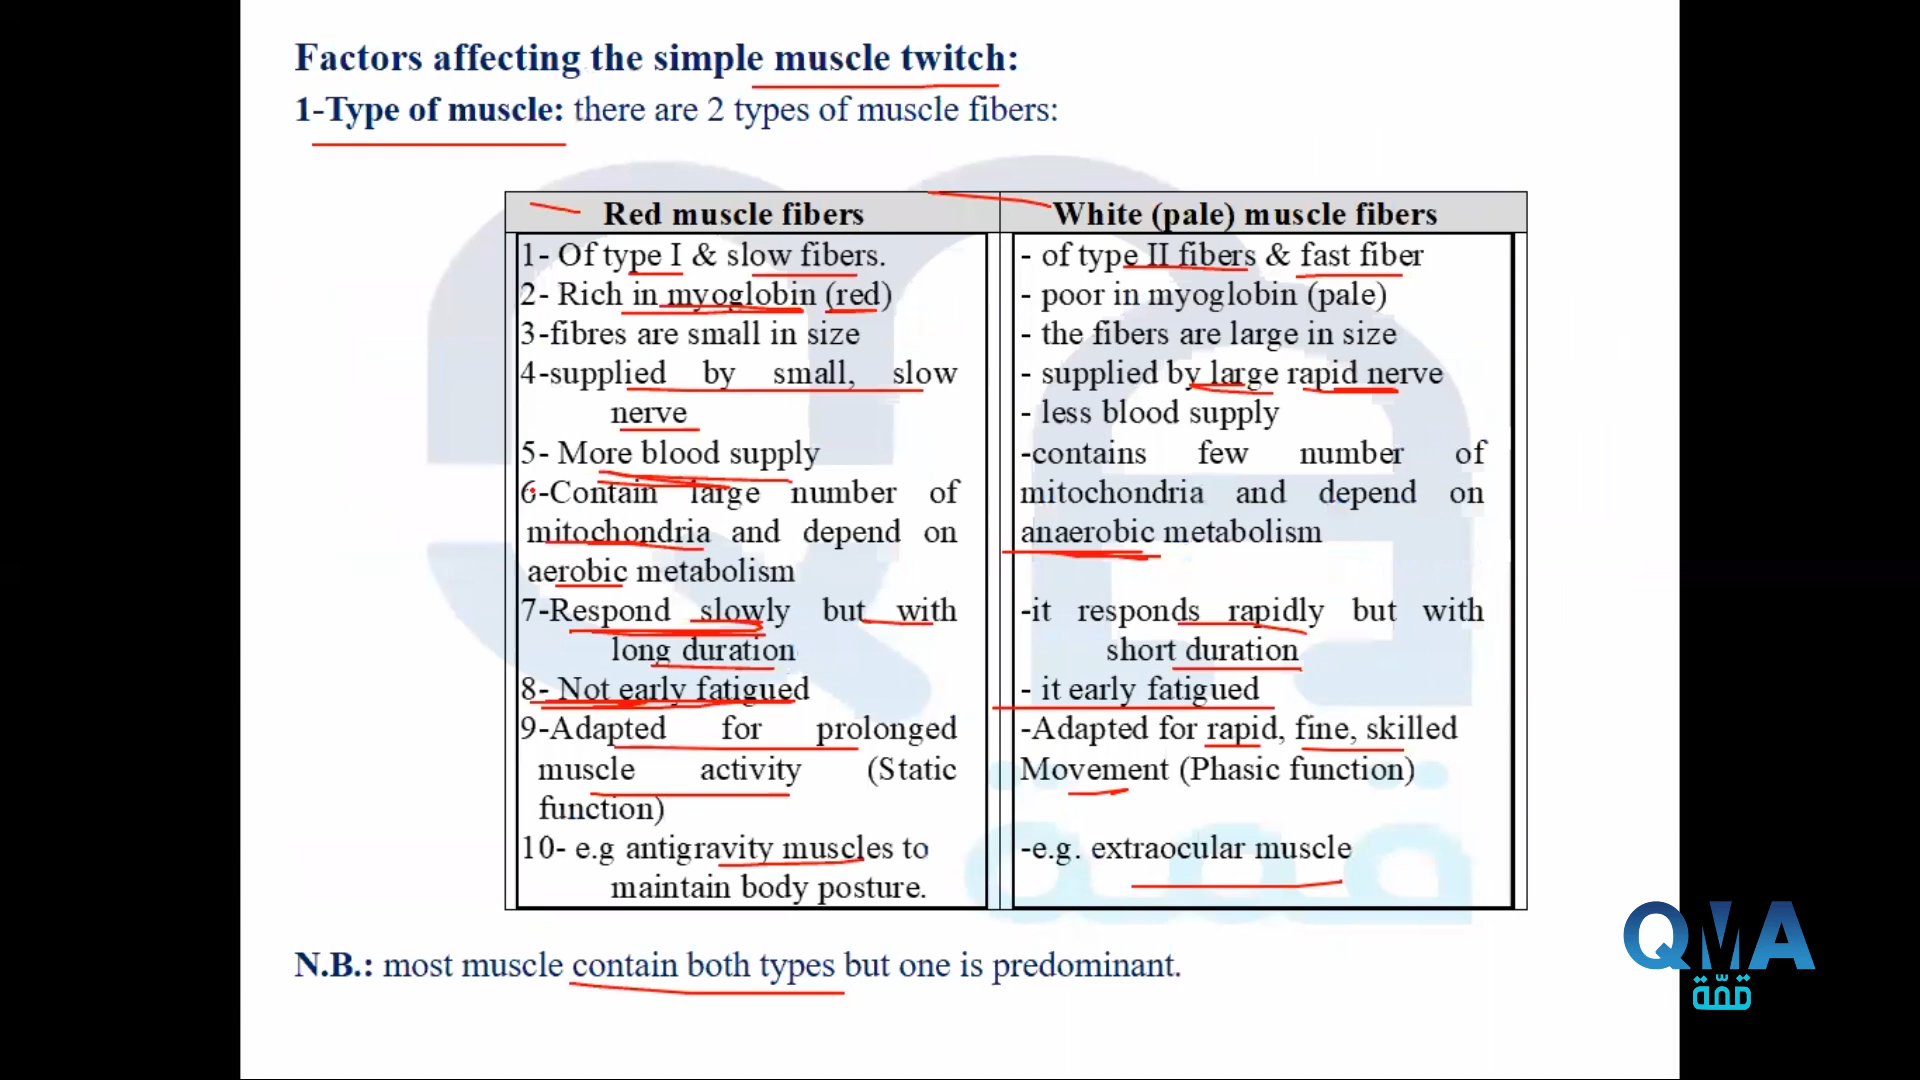 Factors affecting the simple muscle twitch:
1-Type of muscle: there are 2 types of muscle fibers:
Red muscle fibers
1- Of type I & slow fibers.
2- Rich in myoglobin (red)
3-fibres are small in size
4-supplied by small, slow
nerve
5- More blood supply
6-Contain large number of
mitochondria and depend on
aerobic metabolism
7-Respond slowly but with
long duration
8- Not early fatigued
9-Adapted for prolonged
muscle activity (Static
function)
10- e.g antigravity muscles to
maintain body posture.
White (pale) muscle fibers
- of type II fibers & fast fiber
- poor in myoglobin (pale)
- the fibers are large in size
- supplied by large rapid nerve
- less blood supply
-contains few number of
mitochondria and depend on
anaerobic metabolism
-it responds rapidly but with
short duration
- it early fatigued
-Adapted for rapid, fine, skilled
Movement (Phasic function)
-e.g. extraocular muscle
N.B.: most muscle contain both types but one is predominant.
QMA
قمّة